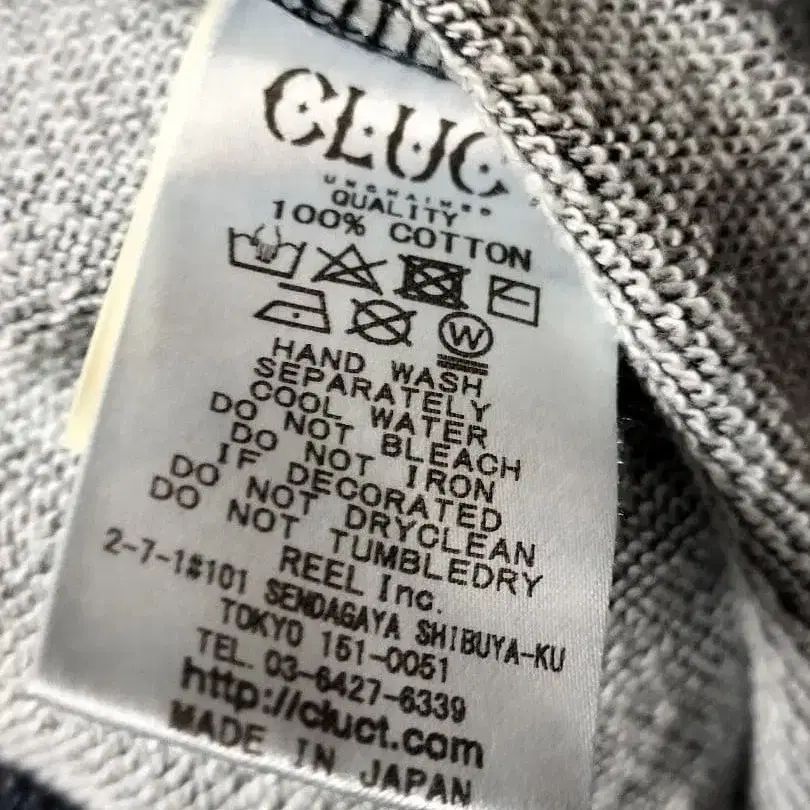 CLUC
UNCHAINED
QUALITY
100% COTTON
W
HAND WASH
SEPARATELY
COOL WATER
DO NOT BLEACH
DO NOT IRON
IF DECORATED
DO NOT DRYCLEAN
DO NOT TUMBLEDRY
REEL Inc.
2-7-1#101 SENDAGAYA SHIBUYA-KU
TOKYO 151-0051
TEL. 03-6427-6339
http://cluct.com
MADE IN JAPAN